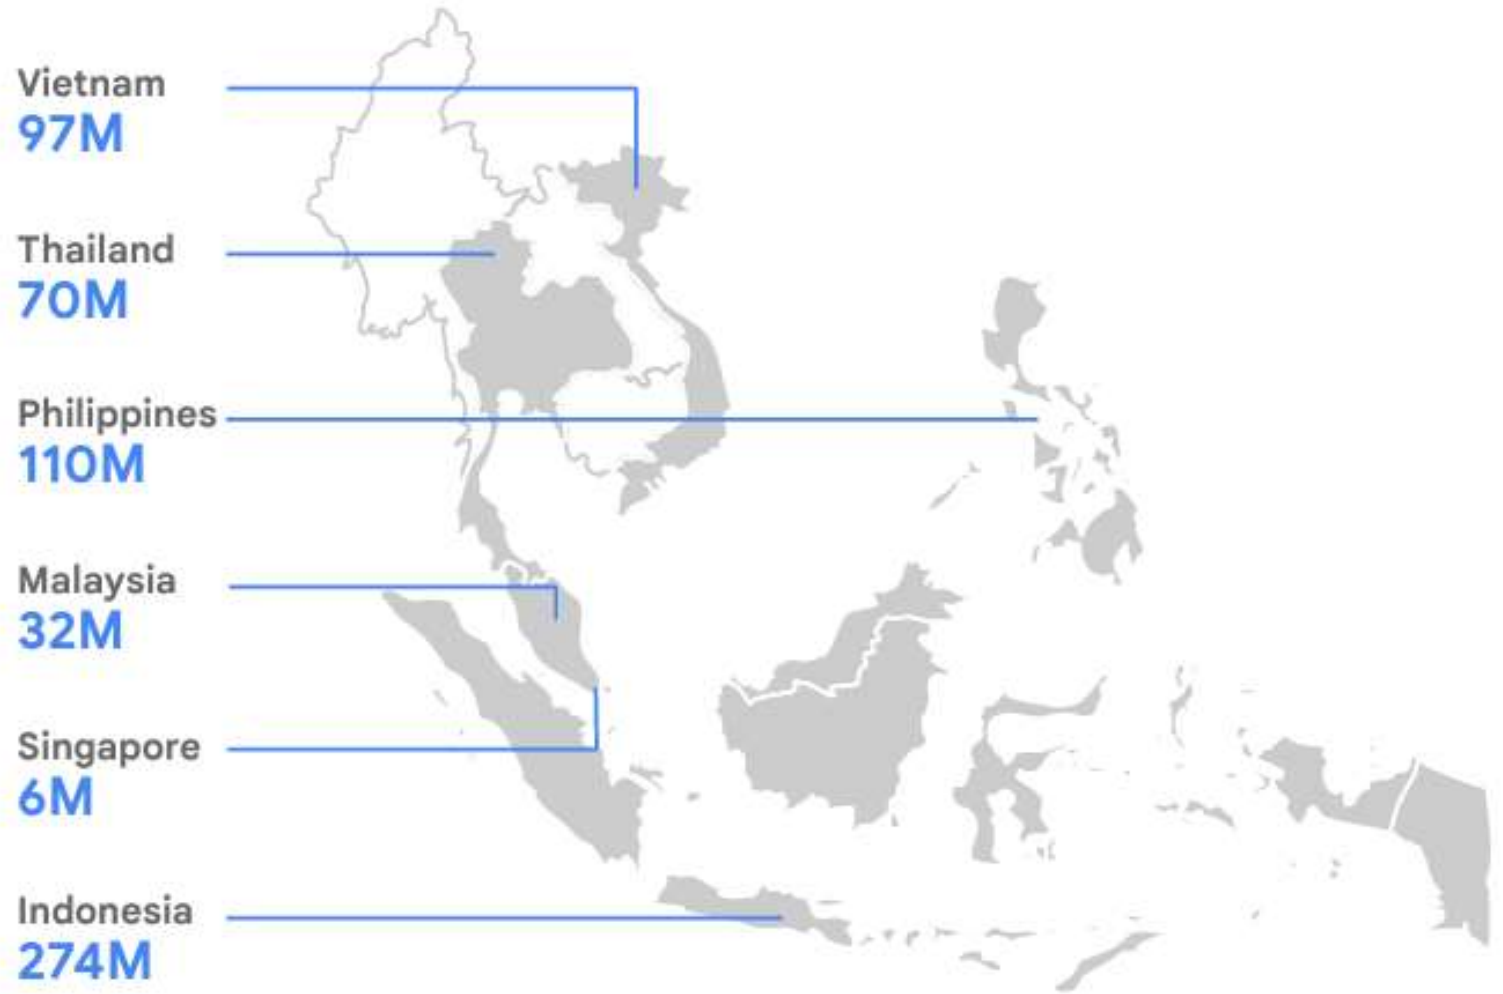 Vietnam
97M
Thailand
70M
Philippines
110M
Malaysia
32M
Singapore
6M
Indonesia
274M